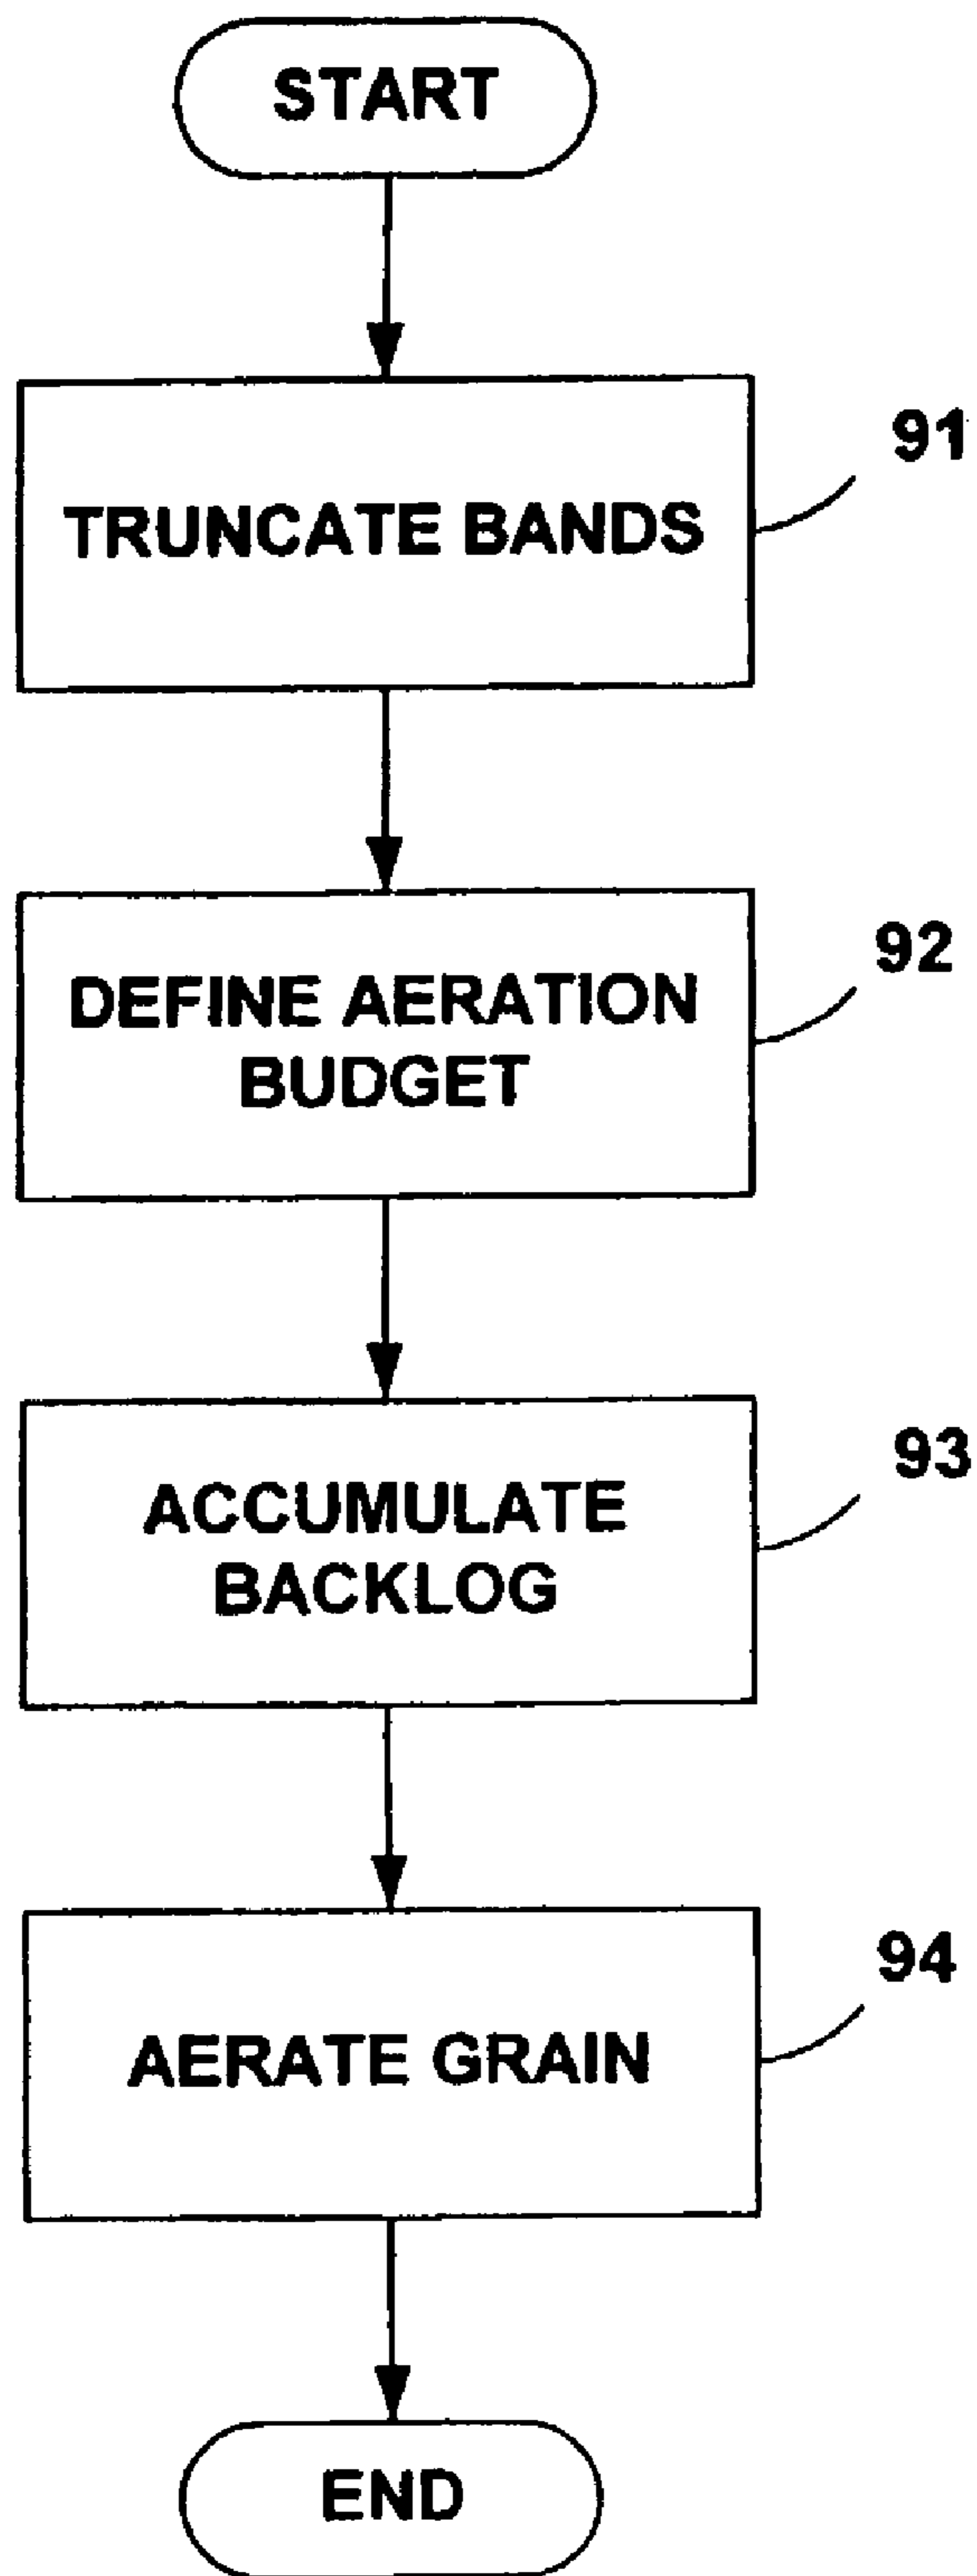 START
91
TRUNCATE BANDS
92
DEFINE AERATION
BUDGET
93
ACCUMULATE
BACKLOG
94
AERATE GRAIN
END